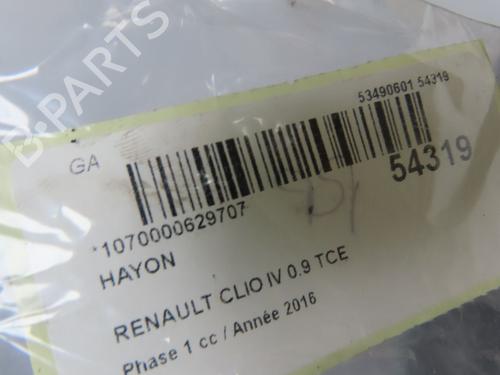 B-PARTS
53490601 54319
GA
54319
*1070000629707
HAYON
RENAULT CLIO IV 0.9 TCE
Phase 1 cc / Année 2016